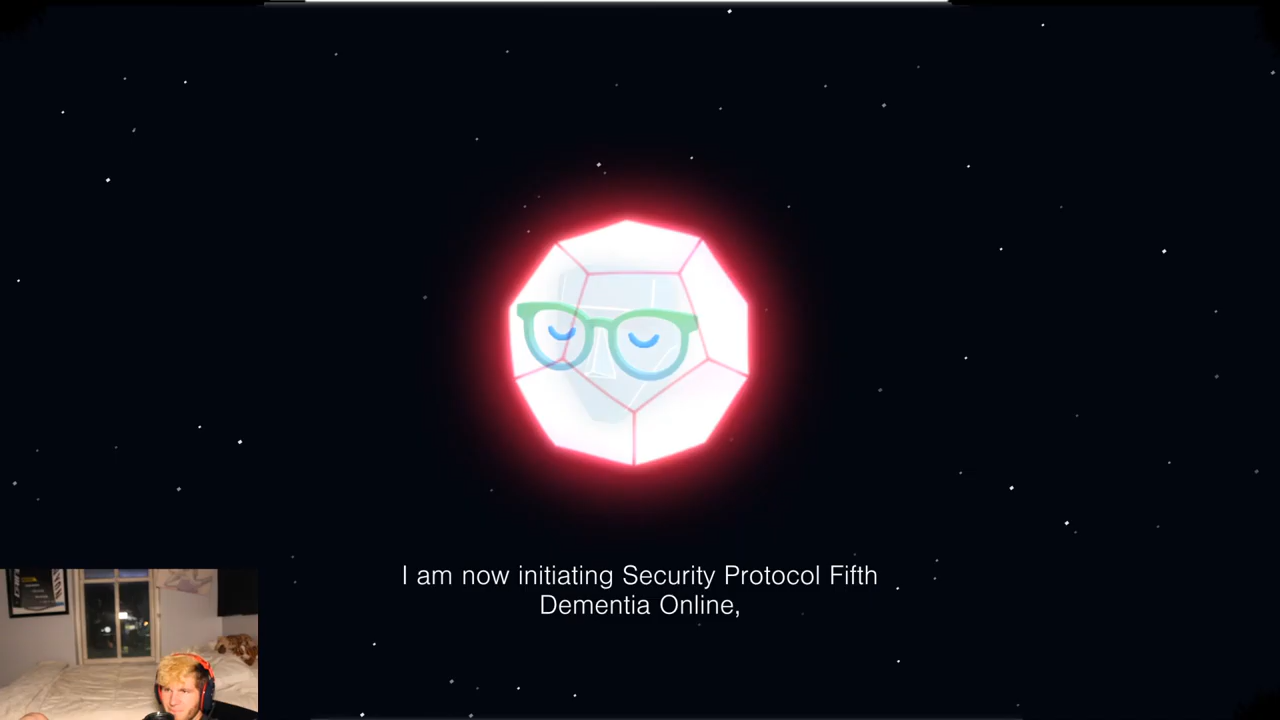 I am now initiating Security Protocol Fifth
Dementia Online,